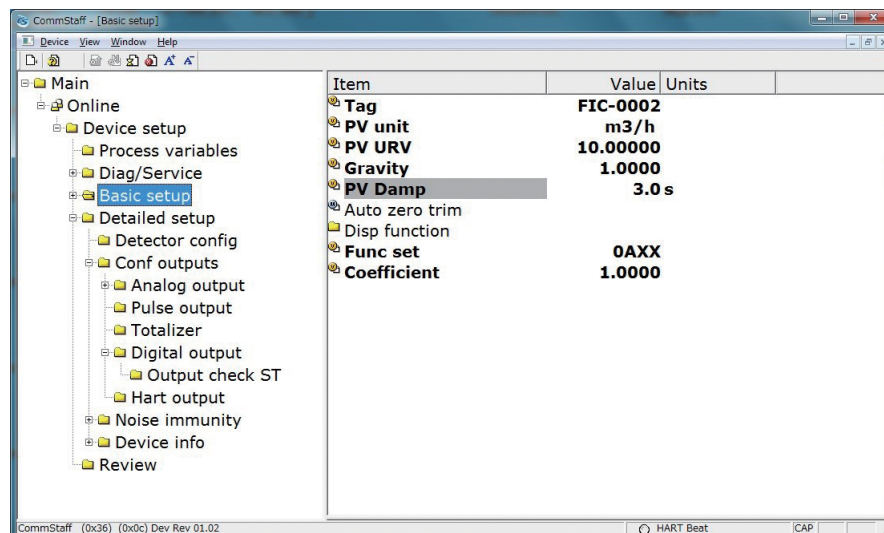 CommStaff - [Basic setup]
Device View Window Help
Main
Online
Device setup
Process variables
Diag/Service
Basic setup
Detailed setup
Detector config
Conf outputs
Analog output
Pulse output
Totalizer
Digital output
Output check ST
Hart output
Noise immunity
Device info
Review
Item Value Units
Tag FIC-0002
PV unit m3/h
PV URV 10.00000
Gravity 1.0000
PV Damp 3.0 s
Auto zero trim
Disp function
Func set 0AXX
Coefficient 1.0000
CommStaff (0x36) (0x0c) Dev Rev 01.02 HART Beat CAP